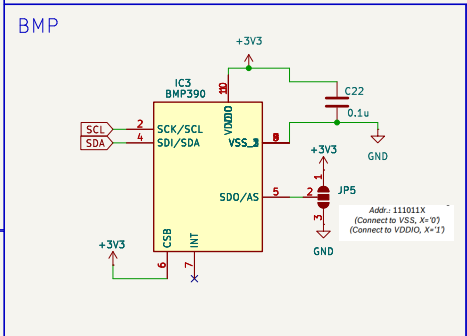 BMP
+3V3
IC3
BMP390
C22
0.1u
SCL
2
SCK/SCL
SDA
4
SDI/SDA
GND
+3V3
1
SDO/AS
5
2
JP5
3
GND
Addr.: 111011X
(Connect to VSS, X='0')
(Connect to VDDIO, X='1')
+3V3
CSB
INT
6
7